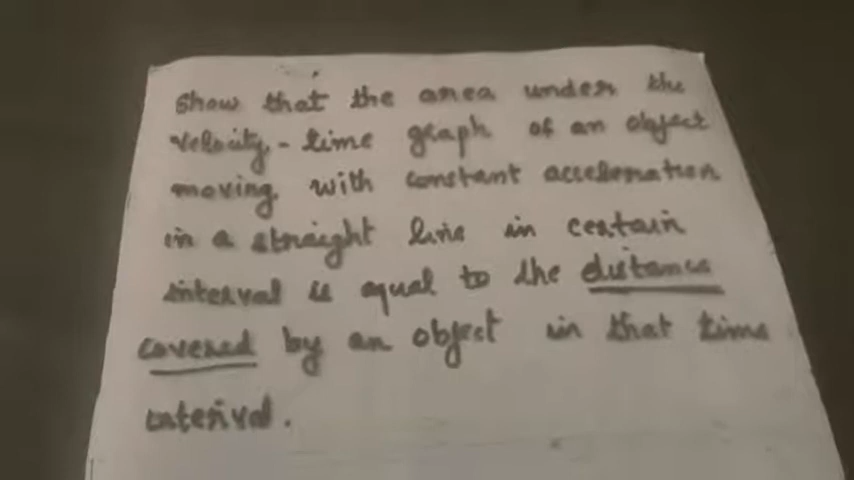 Show that the area under the
velocity - time graph of an object
moving with constant acceleration
in a straight line in certain
interval is equal to the distance
covered by an object in that time
interval.